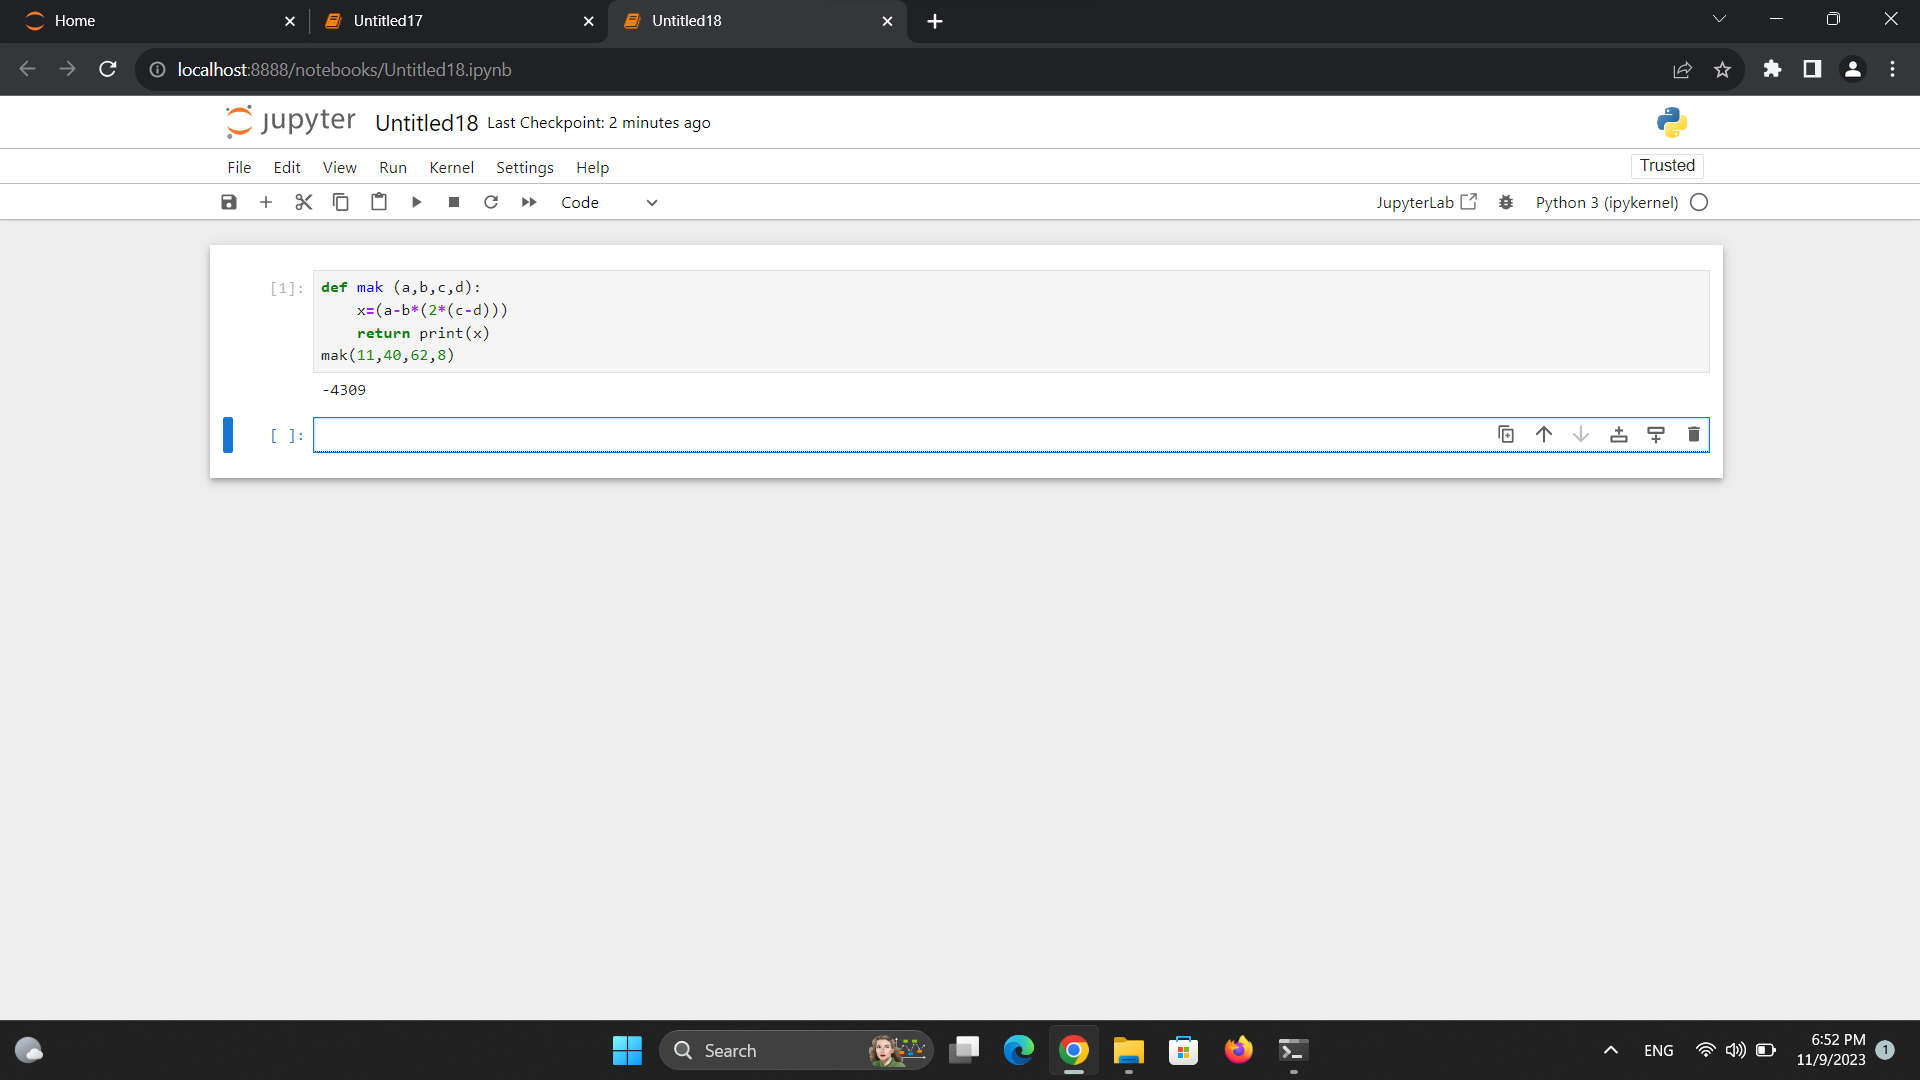 Home
Untitled17
Untitled18
localhost:8888/notebooks/Untitled18.ipynb
jupyter Untitled18 Last Checkpoint: 2 minutes ago
File Edit View Run Kernel Settings Help
Trusted
Code
JupyterLab
Python 3 (ipykernel)
[1]:
def mak (a,b,c,d):
    x=(a-b*(2*(c-d)))
    return print(x)
mak(11,40,62,8)
-4309
[ ]:
Search
ENG
6:52 PM
11/9/2023
1